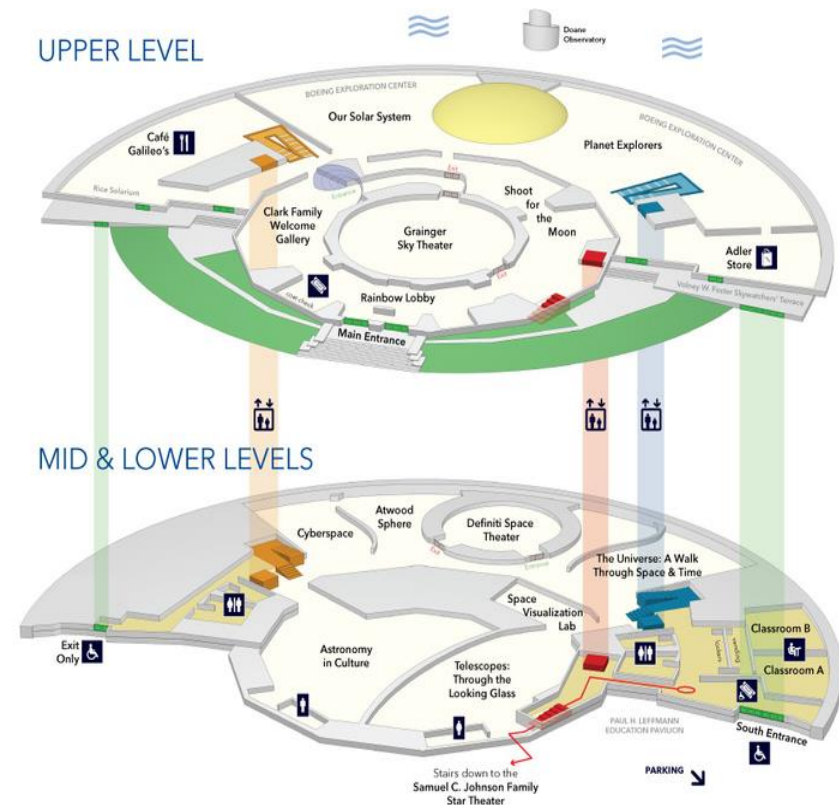 UPPER LEVEL
Doane
Observatory
BOEING EXPLORATION CENTER
Our Solar System
BOEING EXPLORATION CENTER
Café
Galileo's
Planet Explorers
Rice Solarium
Entrance
Exit
Shoot
for
the
Moon
Clark Family
Welcome
Gallery
Grainger
Sky Theater
Adler
Store
Exit
Volney W. Foster Skywatchers' Terrace
coat check
Rainbow Lobby
Main Entrance
MID & LOWER LEVELS
Atwood
Sphere
Cyberspace
Definiti Space
Theater
Exit
Entrance
The Universe: A Walk
Through Space & Time
Space
Visualization
Lab
Classroom B
Classroom A
Exit
Only
Astronomy
in Culture
Telescopes:
Through the
Looking Glass
PAUL H. LEFFMANN
EDUCATION PAVILION
South Entrance
PARKING
Stairs down to the
Samuel C. Johnson Family
Star Theater